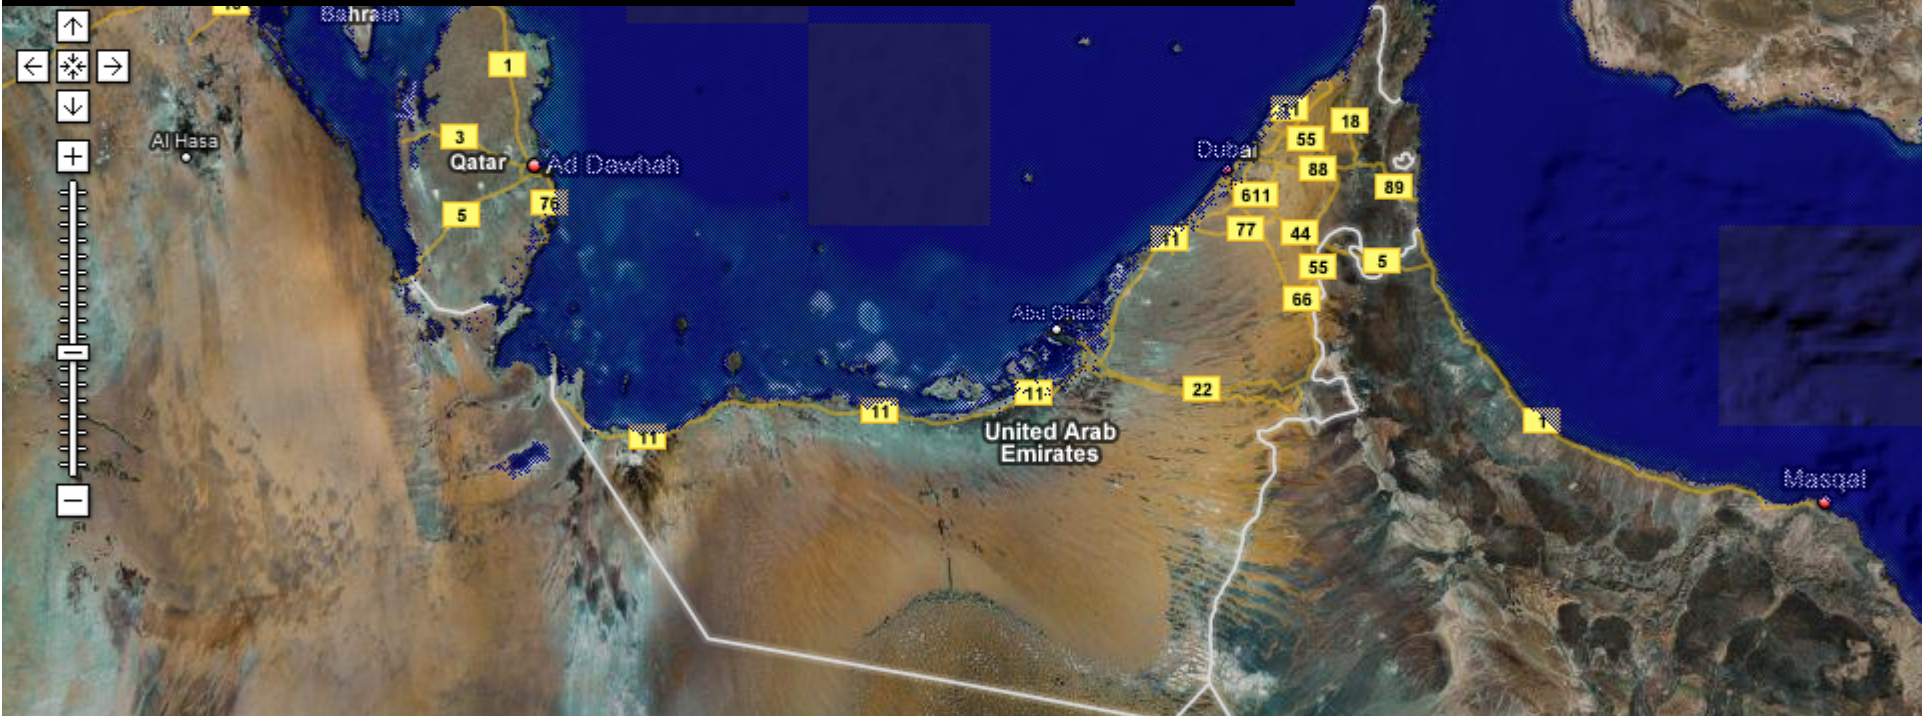 Bahrain
1
11
18
3
55
Al Hasa
Dubai
Qatar
Ad Dawhah
88
89
611
76
5
77
44
11
5
55
66
Abu Dhabi
22
11
11
11
1
United Arab
Emirates
Masqat